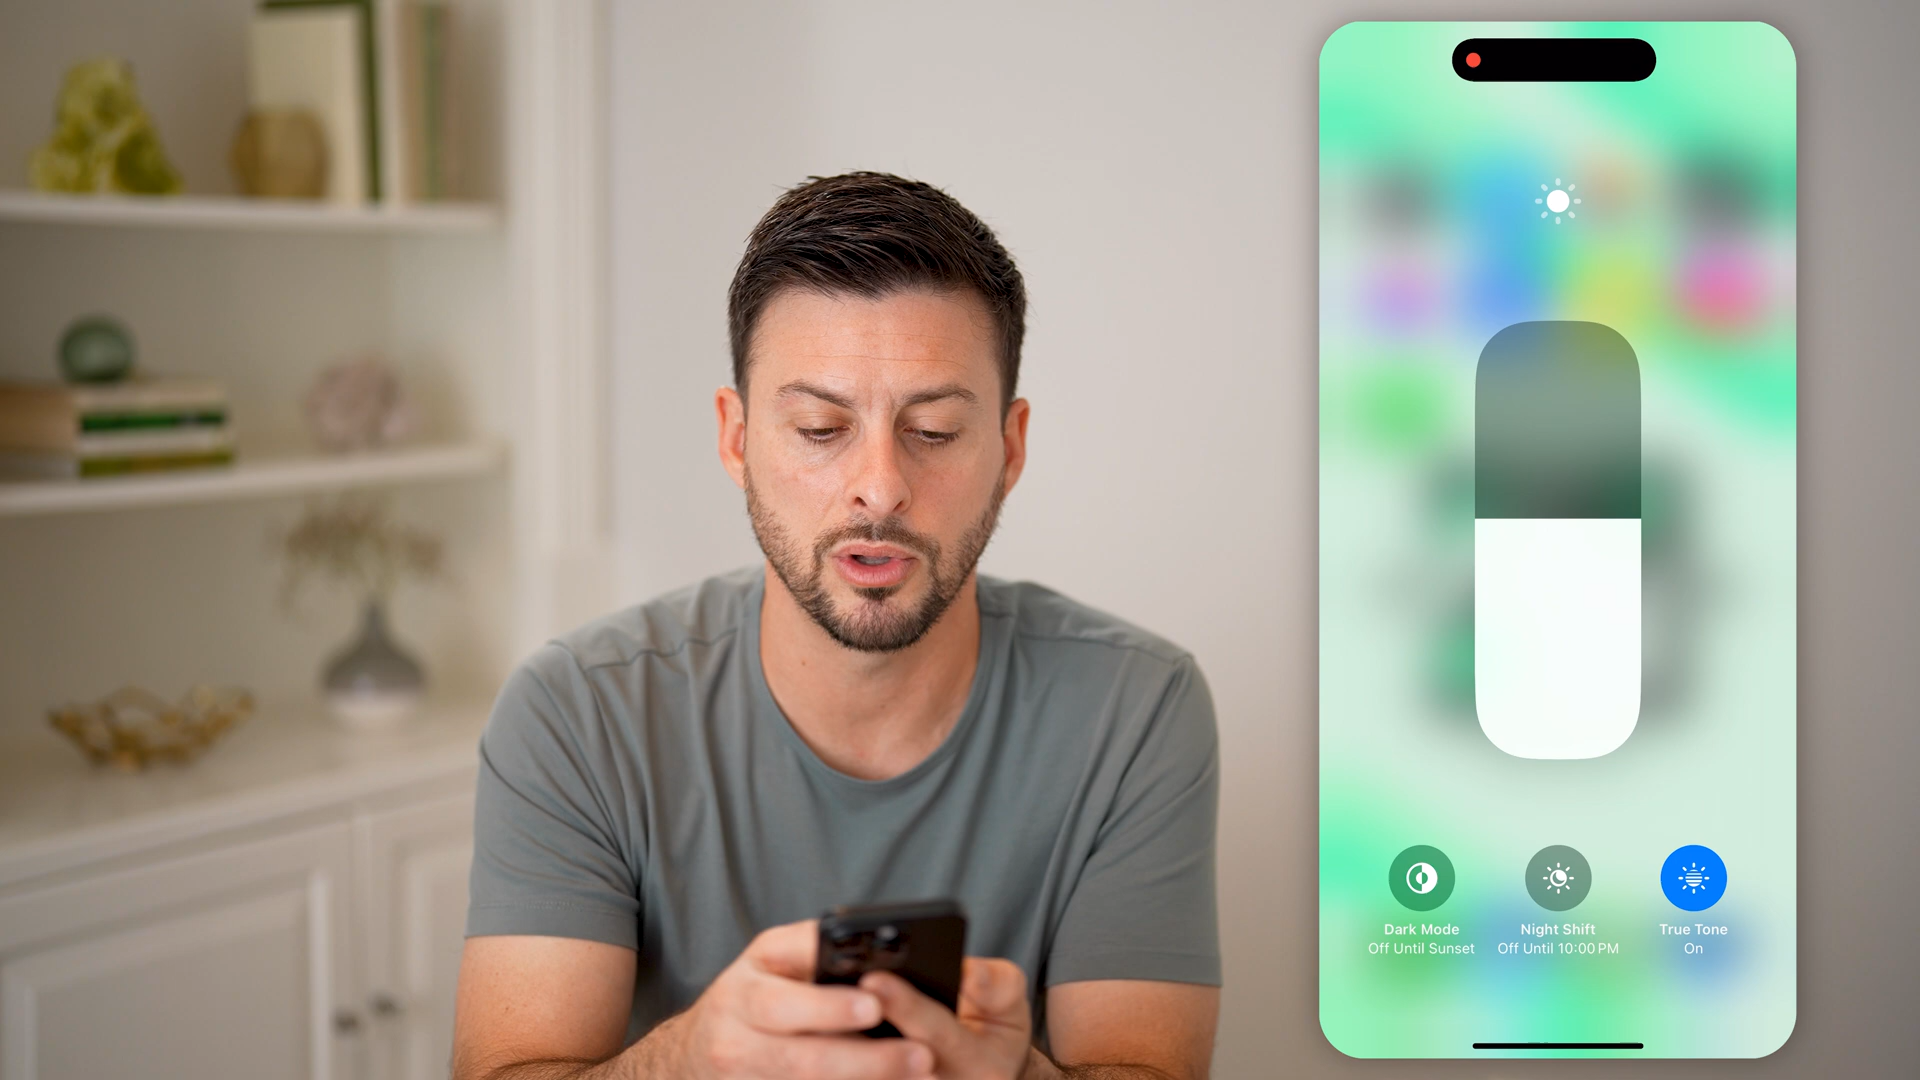 Dark Mode
Off Until Sunset
Night Shift
Off Until 10:00 PM
True Tone
On